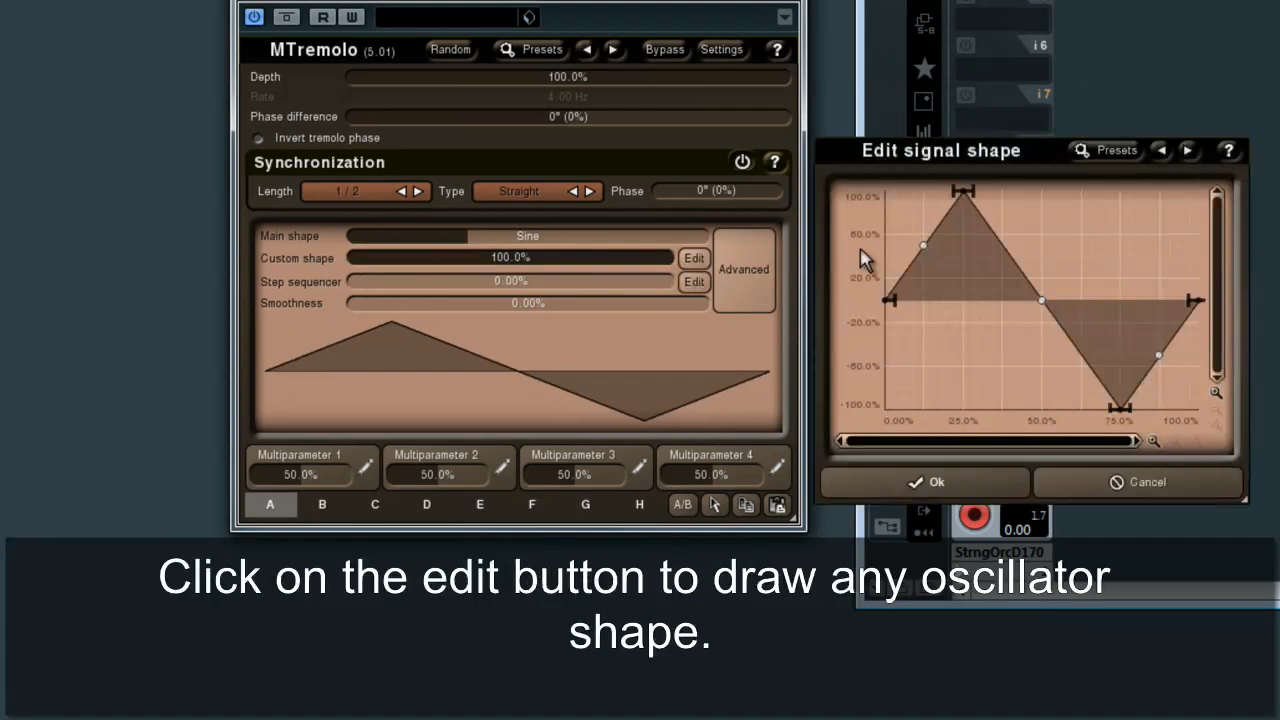 R W
MTremolo (5.01) Random Presets Bypass Settings ?
Depth 100.0%
Rate 4.00 Hz
Phase difference 0° (0%)
Invert tremolo phase
Synchronization ?
Length 1 / 2 Type Straight Phase 0° (0%)
Main shape Sine
Custom shape 100.0% Edit
Advanced
Step sequencer 0.00% Edit
Smoothness 0.00%
Multiparameter 1 Multiparameter 2 Multiparameter 3 Multiparameter 4
50.0% 50.0% 50.0% 50.0%
A B C D E F G H A/B
S-8
i 6
i 7
Edit signal shape Presets ?
100.0%
60.0%
20.0%
-20.0%
-60.0%
-100.0%
0.00% 25.0% 50.0% 75.0% 100.0%
Ok Cancel
1.7
0.00
StrngOrcD170
Click on the edit button to draw any oscillator
shape.